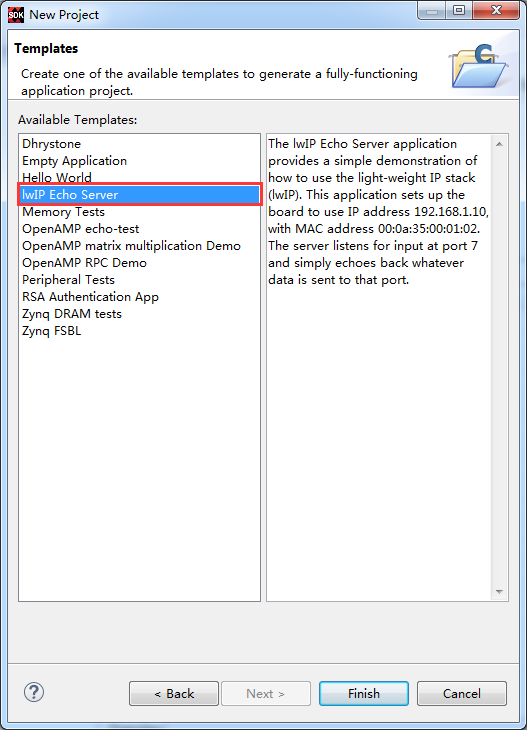 SDK New Project
Templates
Create one of the available templates to generate a fully-functioning
application project.
C
Available Templates:
Dhrystone
Empty Application
Hello World
lwIP Echo Server
Memory Tests
OpenAMP echo-test
OpenAMP matrix multiplication Demo
OpenAMP RPC Demo
Peripheral Tests
RSA Authentication App
Zynq DRAM tests
Zynq FSBL
The lwIP Echo Server application
provides a simple demonstration of
how to use the light-weight IP stack
(lwIP). This application sets up the
board to use IP address 192.168.1.10,
with MAC address 00:0a:35:00:01:02.
The server listens for input at port 7
and simply echoes back whatever
data is sent to that port.
?
< Back
Next >
Finish
Cancel